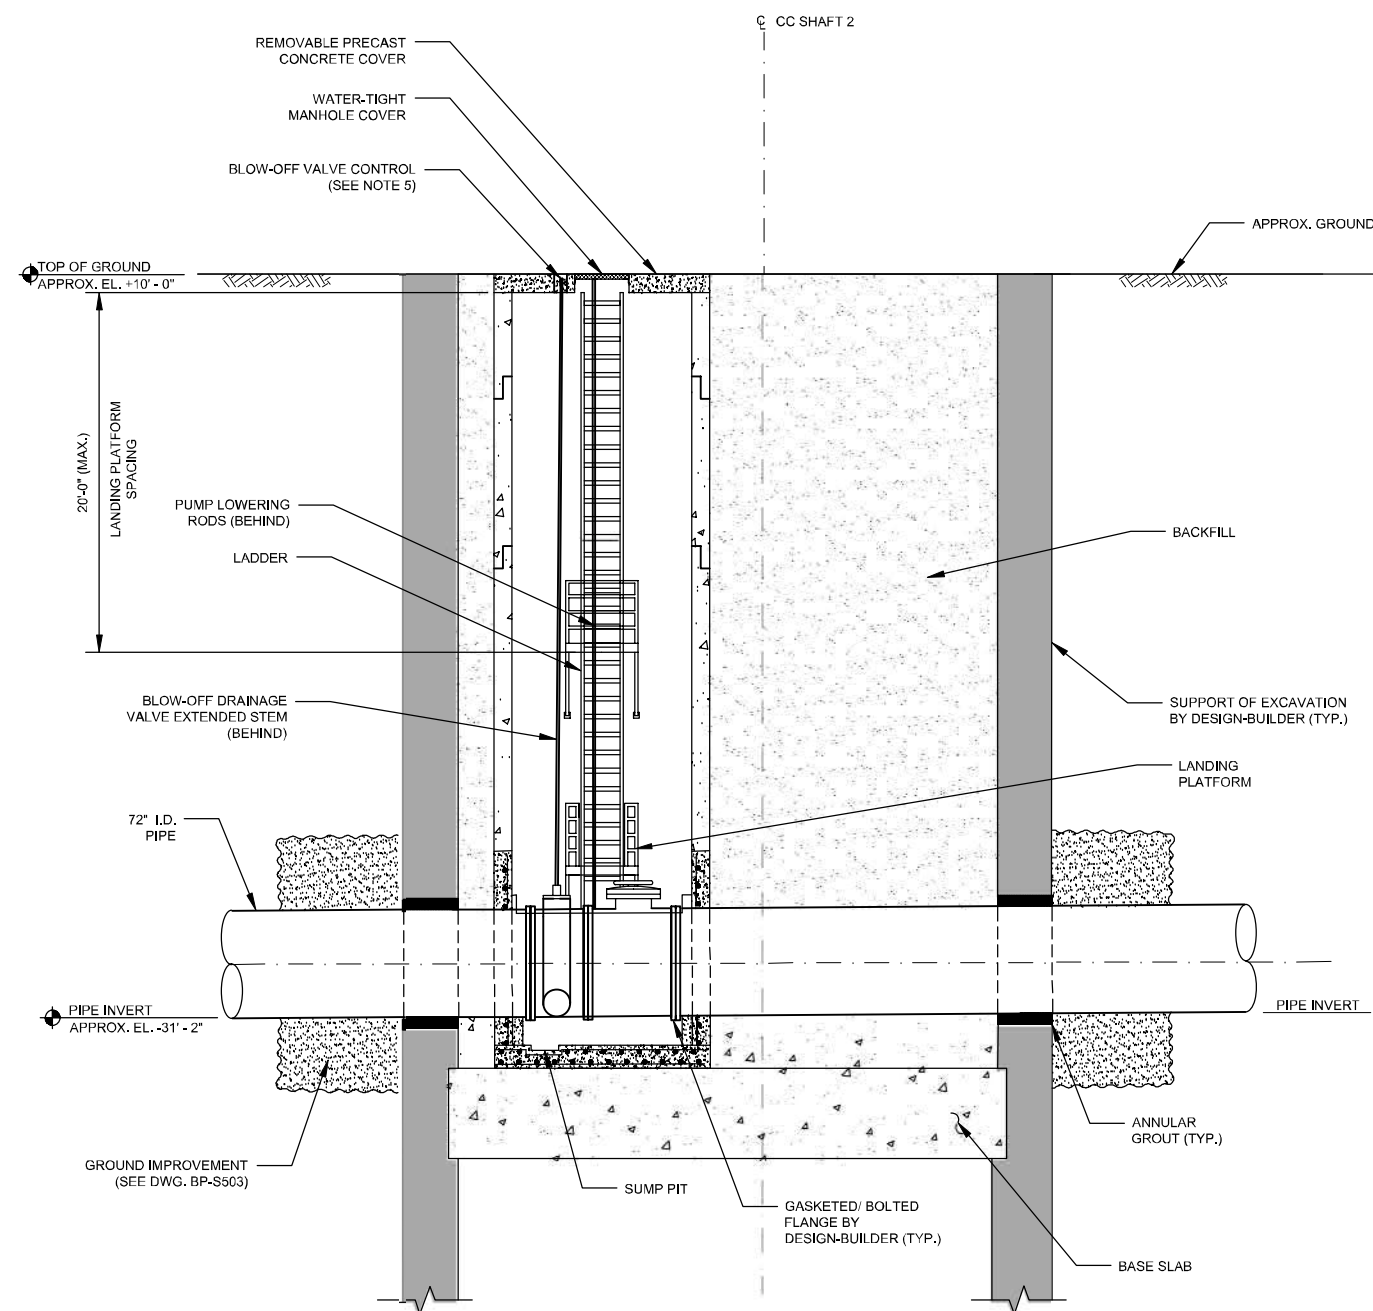 ℄ CC SHAFT 2
REMOVABLE PRECAST
CONCRETE COVER
WATER-TIGHT
MANHOLE COVER
BLOW-OFF VALVE CONTROL
(SEE NOTE 5)
APPROX. GROUND
TOP OF GROUND
APPROX. EL. +10' - 0"
20'-0" (MAX.)
LANDING PLATFORM
SPACING
PUMP LOWERING
RODS (BEHIND)
LADDER
BACKFILL
BLOW-OFF DRAINAGE
VALVE EXTENDED STEM
(BEHIND)
SUPPORT OF EXCAVATION
BY DESIGN-BUILDER (TYP.)
LANDING
PLATFORM
72" I.D.
PIPE
PIPE INVERT
APPROX. EL. -31' - 2"
PIPE INVERT
ANNULAR
GROUT (TYP.)
GROUND IMPROVEMENT
(SEE DWG. BP-S503)
SUMP PIT
GASKETED/ BOLTED
FLANGE BY
DESIGN-BUILDER (TYP.)
BASE SLAB